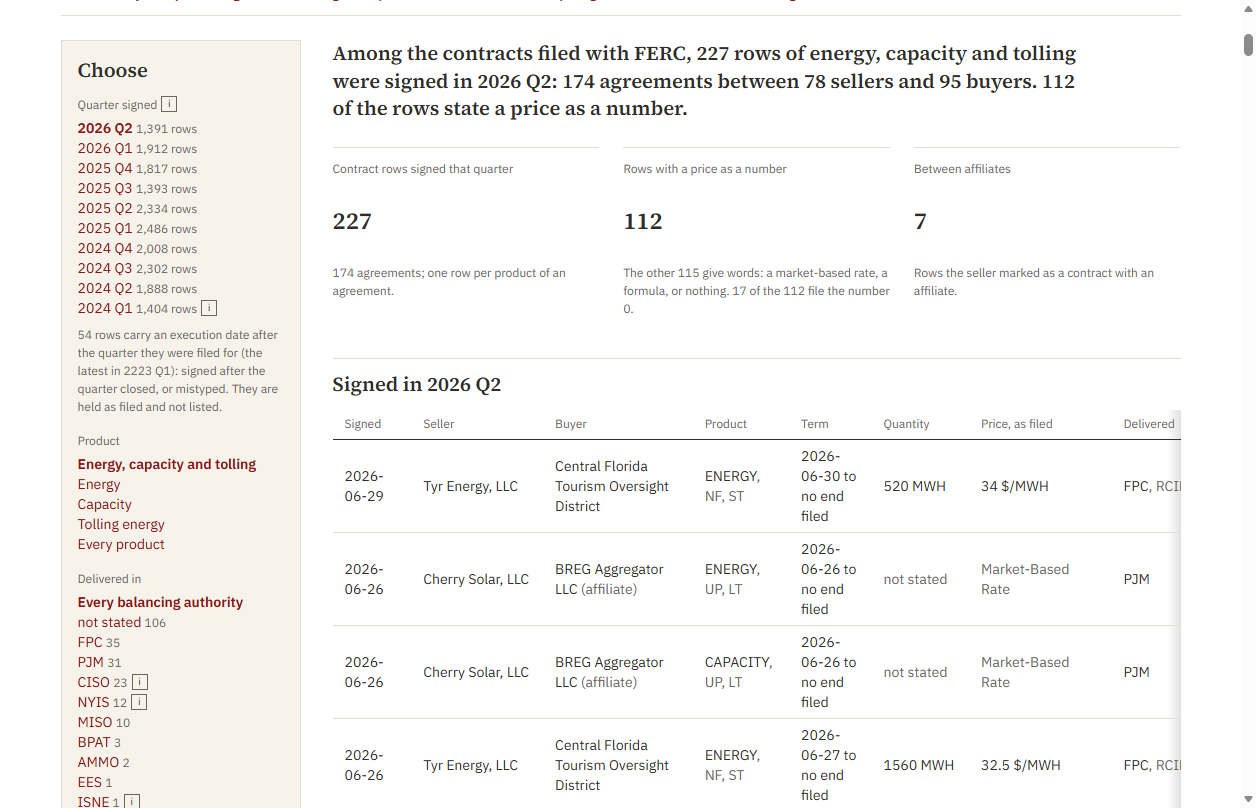 Choose
Quarter signed i
2026 Q2 1,391 rows
2026 Q1 1,912 rows
2025 Q4 1,817 rows
2025 Q3 1,393 rows
2025 Q2 2,334 rows
2025 Q1 2,486 rows
2024 Q4 2,008 rows
2024 Q3 2,302 rows
2024 Q2 1,888 rows
2024 Q1 1,404 rows i
54 rows carry an execution date after
the quarter they were filed for (the
latest in 2223 Q1): signed after the
quarter closed, or mistyped. They are
held as filed and not listed.
Product
Energy, capacity and tolling
Energy
Capacity
Tolling energy
Every product
Delivered in
Every balancing authority
not stated 106
FPC 35
PJM 31
CISO 23 i
NYIS 12 i
MISO 10
BPAT 3
AMMO 2
EES 1
ISNE 1 i
Among the contracts filed with FERC, 227 rows of energy, capacity and tolling
were signed in 2026 Q2: 174 agreements between 78 sellers and 95 buyers. 112
of the rows state a price as a number.
Contract rows signed that quarter
227
174 agreements; one row per product of an
agreement.
Rows with a price as a number
112
The other 115 give words: a market-based rate, a
formula, or nothing. 17 of the 112 file the number
0.
Between affiliates
7
Rows the seller marked as a contract with an
affiliate.
Signed in 2026 Q2
Signed Seller Buyer Product Term Quantity Price, as filed Delivered
2026-
06-29
Tyr Energy, LLC
Central Florida
Tourism Oversight
District
ENERGY,
NF, ST
2026-
06-30 to
no end
filed
520 MWH
34 $/MWH
FPC,
2026-
06-26
Cherry Solar, LLC
BREG Aggregator
LLC (affiliate)
ENERGY,
UP, LT
2026-
06-26 to
no end
filed
not stated
Market-Based
Rate
PJM
2026-
06-26
Cherry Solar, LLC
BREG Aggregator
LLC (affiliate)
CAPACITY,
UP, LT
2026-
06-26 to
no end
filed
not stated
Market-Based
Rate
PJM
2026-
06-26
Tyr Energy, LLC
Central Florida
Tourism Oversight
District
ENERGY,
NF, ST
2026-
06-27 to
no end
filed
1560 MWH
32.5 $/MWH
FPC,